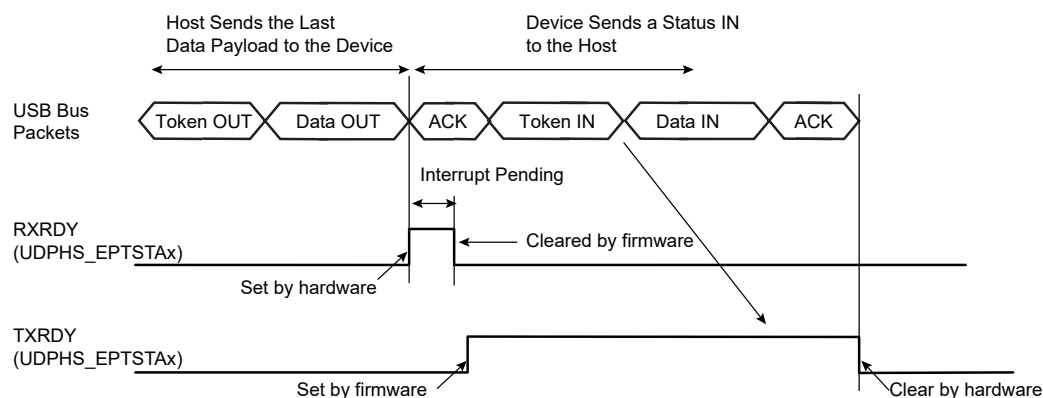 Host Sends the Last
Data Payload to the Device
Device Sends a Status IN
to the Host
USB Bus
Packets
Token OUT
Data OUT
ACK
Token IN
Data IN
ACK
Interrupt Pending
RXRDY
(UDPHS_EPTSTAx)
Cleared by firmware
Set by hardware
TXRDY
(UDPHS_EPTSTAx)
Set by firmware
Clear by hardware